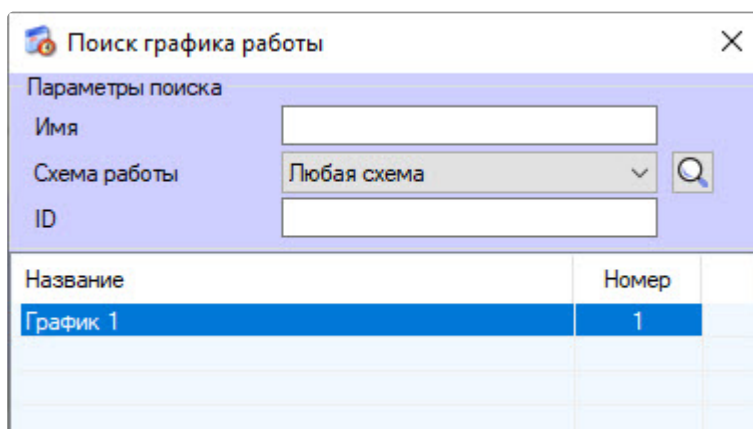 Поиск графика работы
Параметры поиска
Имя
Схема работы Любая схема
ID
Название Номер
График 1 1